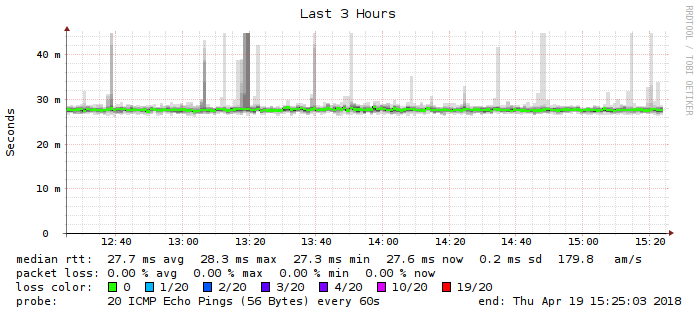 Last 3 Hours
RRDTOOL / TOBI OETIKER
Seconds
40 m
30 m
20 m
10 m
0
12:40 13:00 13:20 13:40 14:00 14:20 14:40 15:00 15:20
median rtt: 27.7 ms avg 28.3 ms max 27.3 ms min 27.6 ms now 0.2 ms sd 179.8 am/s
packet loss: 0.00 % avg 0.00 % max 0.00 % min 0.00 % now
loss color: 0 1/20 2/20 3/20 4/20 10/20 19/20
probe: 20 ICMP Echo Pings (56 Bytes) every 60s end: Thu Apr 19 15:25:03 2018